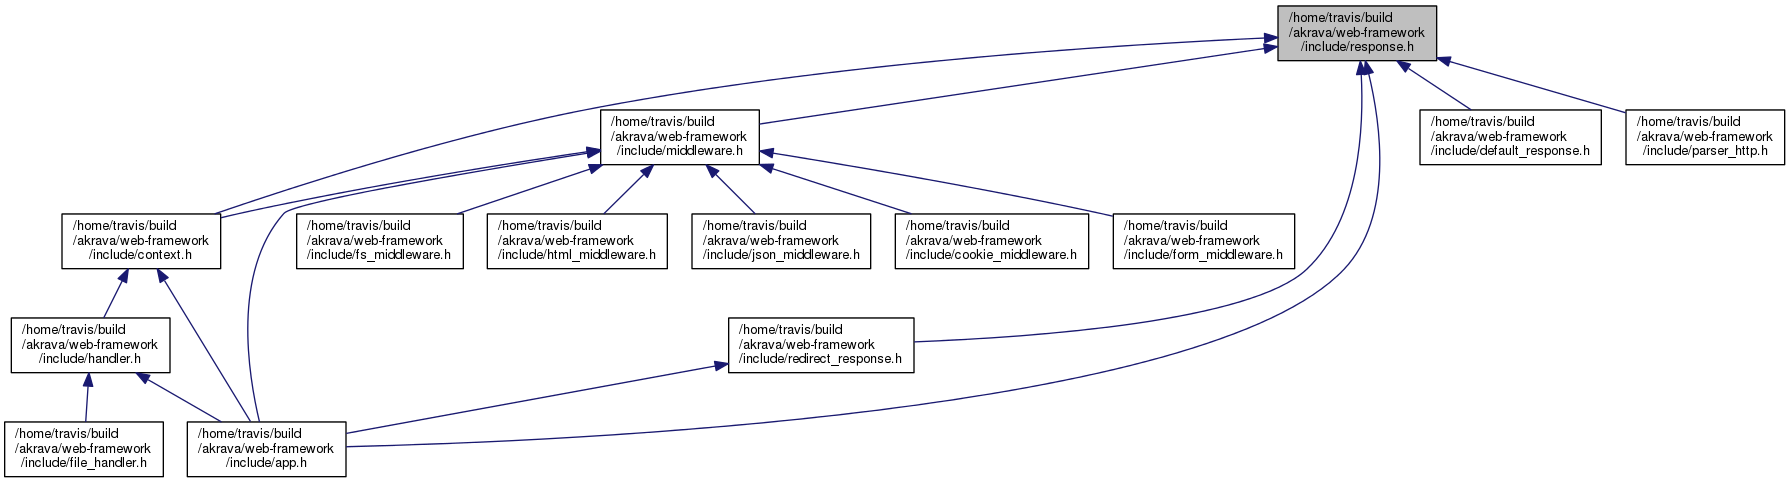 /home/travis/build
/akrava/web-framework
/include/response.h
/home/travis/build
/akrava/web-framework
/include/middleware.h
/home/travis/build
/akrava/web-framework
/include/default_response.h
/home/travis/build
/akrava/web-framework
/include/parser_http.h
/home/travis/build
/akrava/web-framework
/include/context.h
/home/travis/build
/akrava/web-framework
/include/fs_middleware.h
/home/travis/build
/akrava/web-framework
/include/html_middleware.h
/home/travis/build
/akrava/web-framework
/include/json_middleware.h
/home/travis/build
/akrava/web-framework
/include/cookie_middleware.h
/home/travis/build
/akrava/web-framework
/include/form_middleware.h
/home/travis/build
/akrava/web-framework
/include/handler.h
/home/travis/build
/akrava/web-framework
/include/redirect_response.h
/home/travis/build
/akrava/web-framework
/include/file_handler.h
/home/travis/build
/akrava/web-framework
/include/app.h